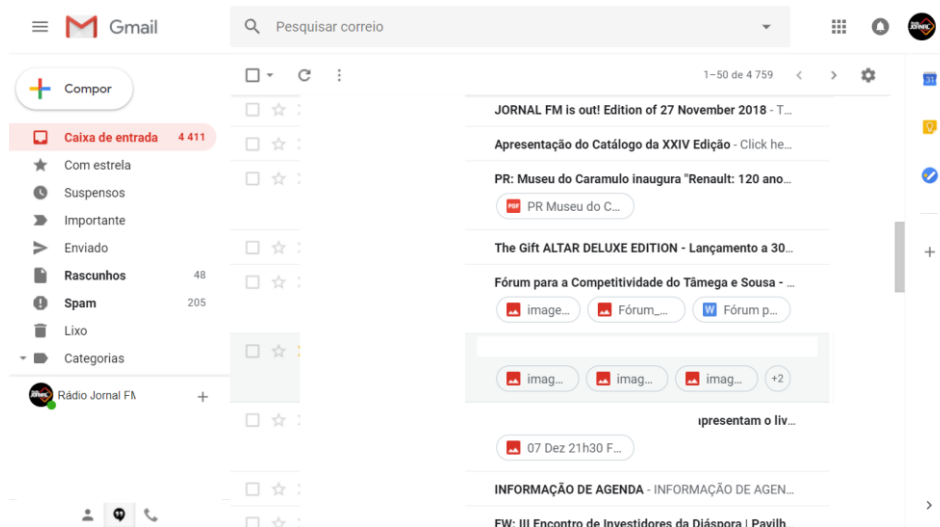 Gmail
Pesquisar correio
Compor
1–50 de 4 759
Caixa de entrada 4 411
Com estrela
Suspensos
Importante
Enviado
Rascunhos 48
Spam 205
Lixo
Categorias
Rádio Jornal FM
+
JORNAL FM is out! Edition of 27 November 2018 - T...
Apresentação do Catálogo da XXIV Edição - Click he...
PR: Museu do Caramulo inaugura "Renault: 120 ano...
PDF PR Museu do C...
The Gift ALTAR DELUXE EDITION - Lançamento a 30...
Fórum para a Competitividade do Tâmega e Sousa - ...
image... Fórum_... W Fórum p...
imag... imag... imag... +2
apresentam o liv...
07 Dez 21h30 F...
INFORMAÇÃO DE AGENDA - INFORMAÇÃO DE AGEN...
FW: III Encontro de Investidores da Diáspora | Pavilh
31